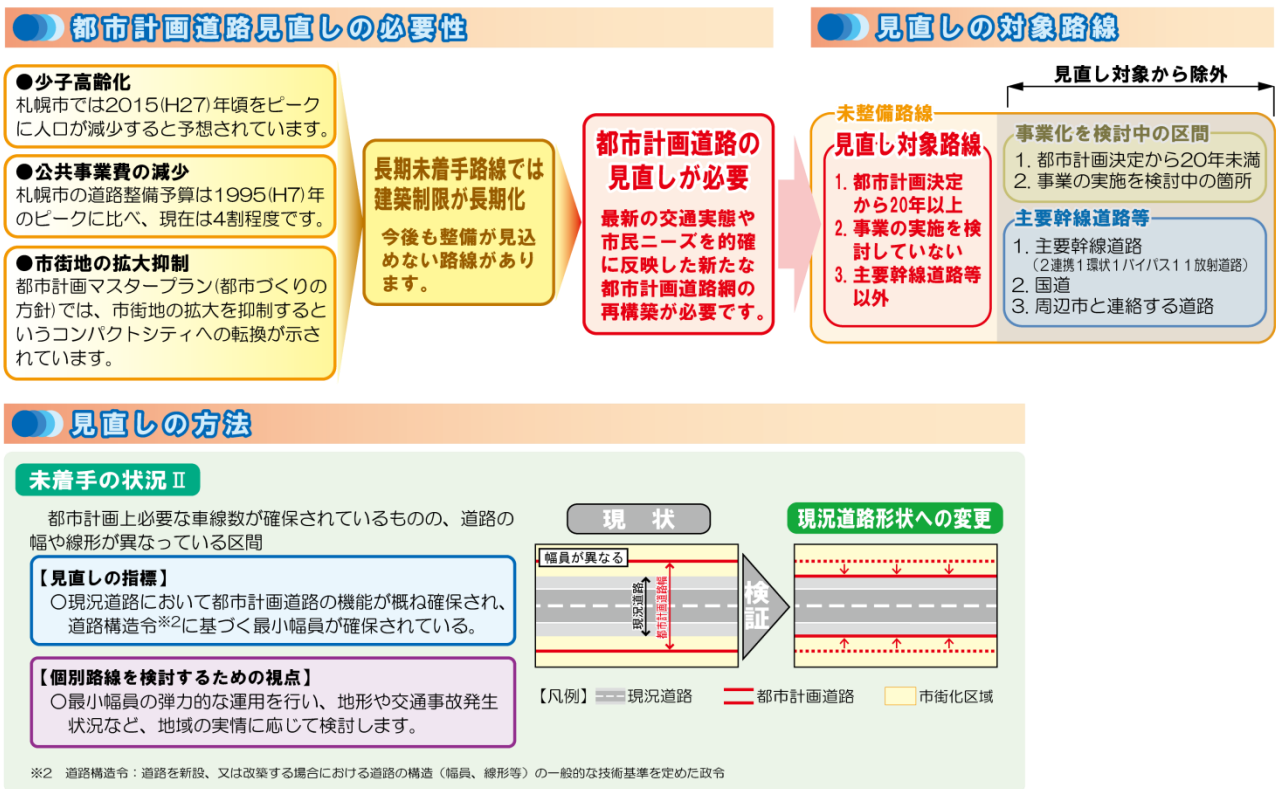 都市計画道路見直しの必要性
●少子高齢化
札幌市では2015(H27)年頃をピーク
に人口が減少すると予想されています。
●公共事業費の減少
札幌市の道路整備予算は1995(H7)年
のピークに比べ、現在は4割程度です。
●市街地の拡大抑制
都市計画マスタープラン(都市づくりの
方針)では、市街地の拡大を抑制すると
いうコンパクトシティへの転換が示さ
れています。
長期未着手路線では
建築制限が長期化
今後も整備が見込
めない路線があり
ます。
都市計画道路の
見直しが必要
最新の交通実態や
市民ニーズを的確
に反映した新たな
都市計画道路網の
再構築が必要です。
見直しの対象路線
見直し対象から除外
未整備路線
見直し対象路線
1. 都市計画決定
から20年以上
2. 事業の実施を検
討していない
3. 主要幹線道路等
以外
事業化を検討中の区間
1. 都市計画決定から20年未満
2. 事業の実施を検討中の箇所
主要幹線道路等
1. 主要幹線道路
(2連携1環状1バイパス11放射道路)
2. 国道
3. 周辺市と連絡する道路
見直しの方法
未着手の状況Ⅱ
都市計画上必要な車線数が確保されているものの、道路の
幅や線形が異なっている区間
【見直しの指標】
○現況道路において都市計画道路の機能が概ね確保され、
道路構造令※2に基づく最小幅員が確保されている。
【個別路線を検討するための視点】
○最小幅員の弾力的な運用を行い、地形や交通事故発生
状況など、地域の実情に応じて検討します。
現 状
幅員が異なる
現況道路
都市計画道路幅
検証
現況道路形状への変更
【凡例】 現況道路 都市計画道路 市街化区域
※2 道路構造令：道路を新設、又は改築する場合における道路の構造（幅員、線形等）の一般的な技術基準を定めた政令